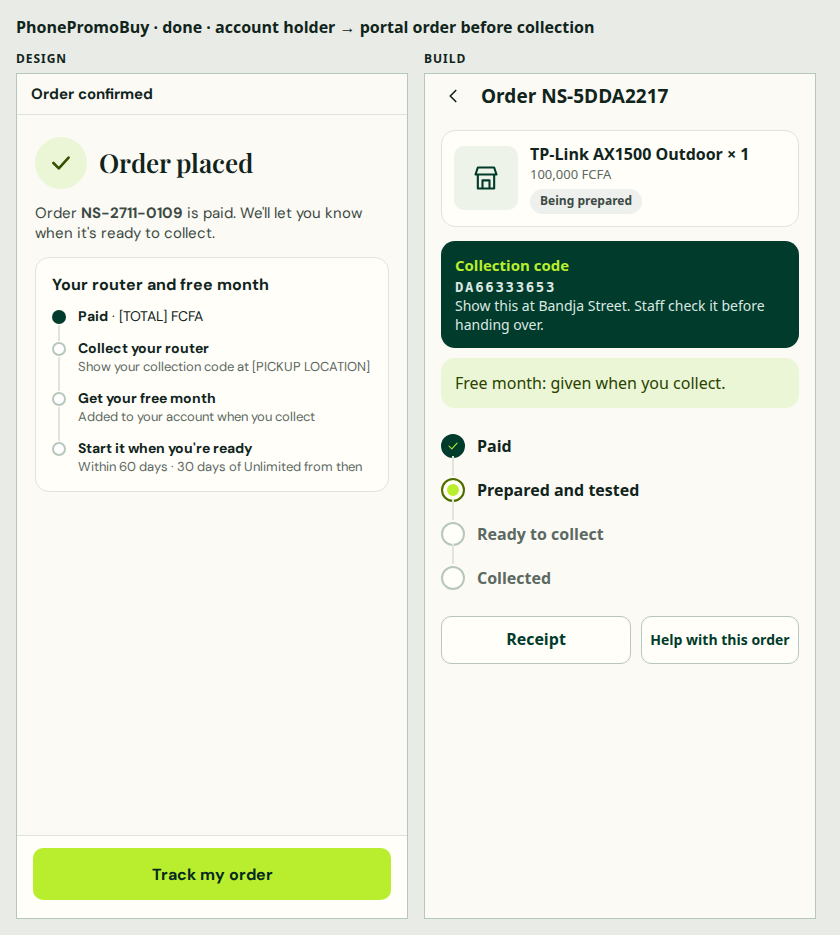 PhonePromoBuy · done · account holder → portal order before collection
DESIGN
Order confirmed
Order placed
Order NS-2711-0109 is paid. We'll let you know
when it's ready to collect.
Your router and free month
Paid · [TOTAL] FCFA
Collect your router
Show your collection code at [PICKUP LOCATION]
Get your free month
Added to your account when you collect
Start it when you're ready
Within 60 days · 30 days of Unlimited from then
Track my order
BUILD
Order NS-5DDA2217
TP-Link AX1500 Outdoor × 1
100,000 FCFA
Being prepared
Collection code
DA66333653
Show this at Bandja Street. Staff check it before
handing over.
Free month: given when you collect.
Paid
Prepared and tested
Ready to collect
Collected
Receipt
Help with this order